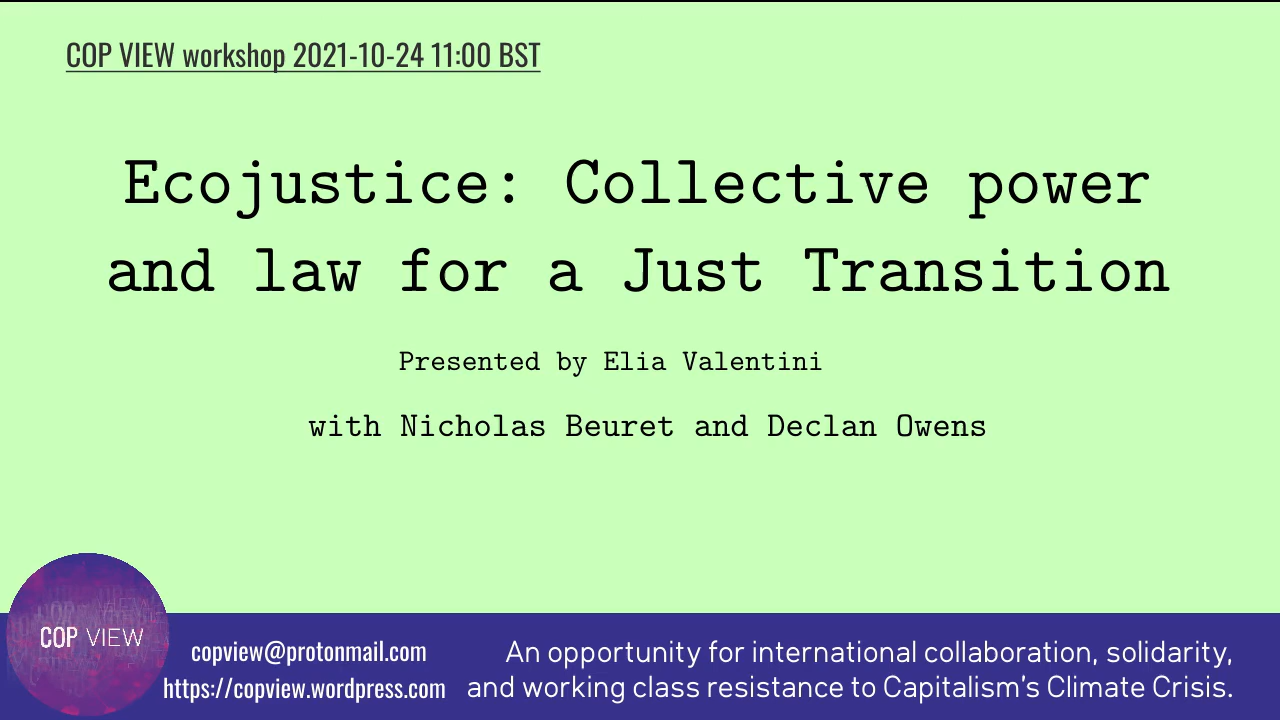 COP VIEW workshop 2021-10-24 11:00 BST
Ecojustice: Collective power
and law for a Just Transition
Presented by Elia Valentini
with Nicholas Beuret and Declan Owens
COP VIEW
copview@protonmail.com
https://copview.wordpress.com
An opportunity for international collaboration, solidarity,
and working class resistance to Capitalism's Climate Crisis.